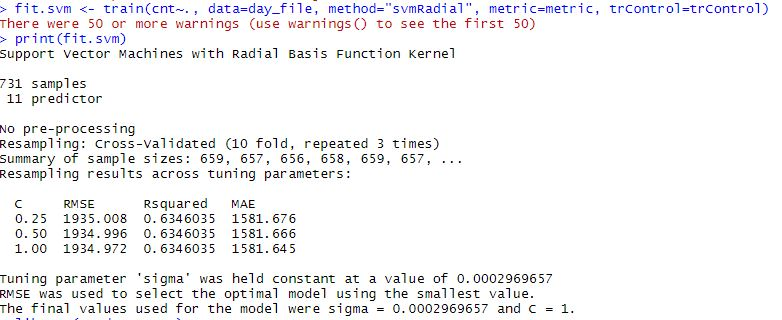 > fit.svm <- train(cnt~., data=day_file, method="svmRadial", metric=metric, trControl=trControl)
There were 50 or more warnings (use warnings() to see the first 50)
> print(fit.svm)
Support Vector Machines with Radial Basis Function Kernel

731 samples
 11 predictor

No pre-processing
Resampling: Cross-Validated (10 fold, repeated 3 times)
Summary of sample sizes: 659, 657, 656, 658, 659, 657, ...
Resampling results across tuning parameters:

  C     RMSE      Rsquared   MAE
  0.25  1935.008  0.6346035  1581.676
  0.50  1934.996  0.6346035  1581.666
  1.00  1934.972  0.6346035  1581.645

Tuning parameter 'sigma' was held constant at a value of 0.0002969657
RMSE was used to select the optimal model using the smallest value.
The final values used for the model were sigma = 0.0002969657 and C = 1.